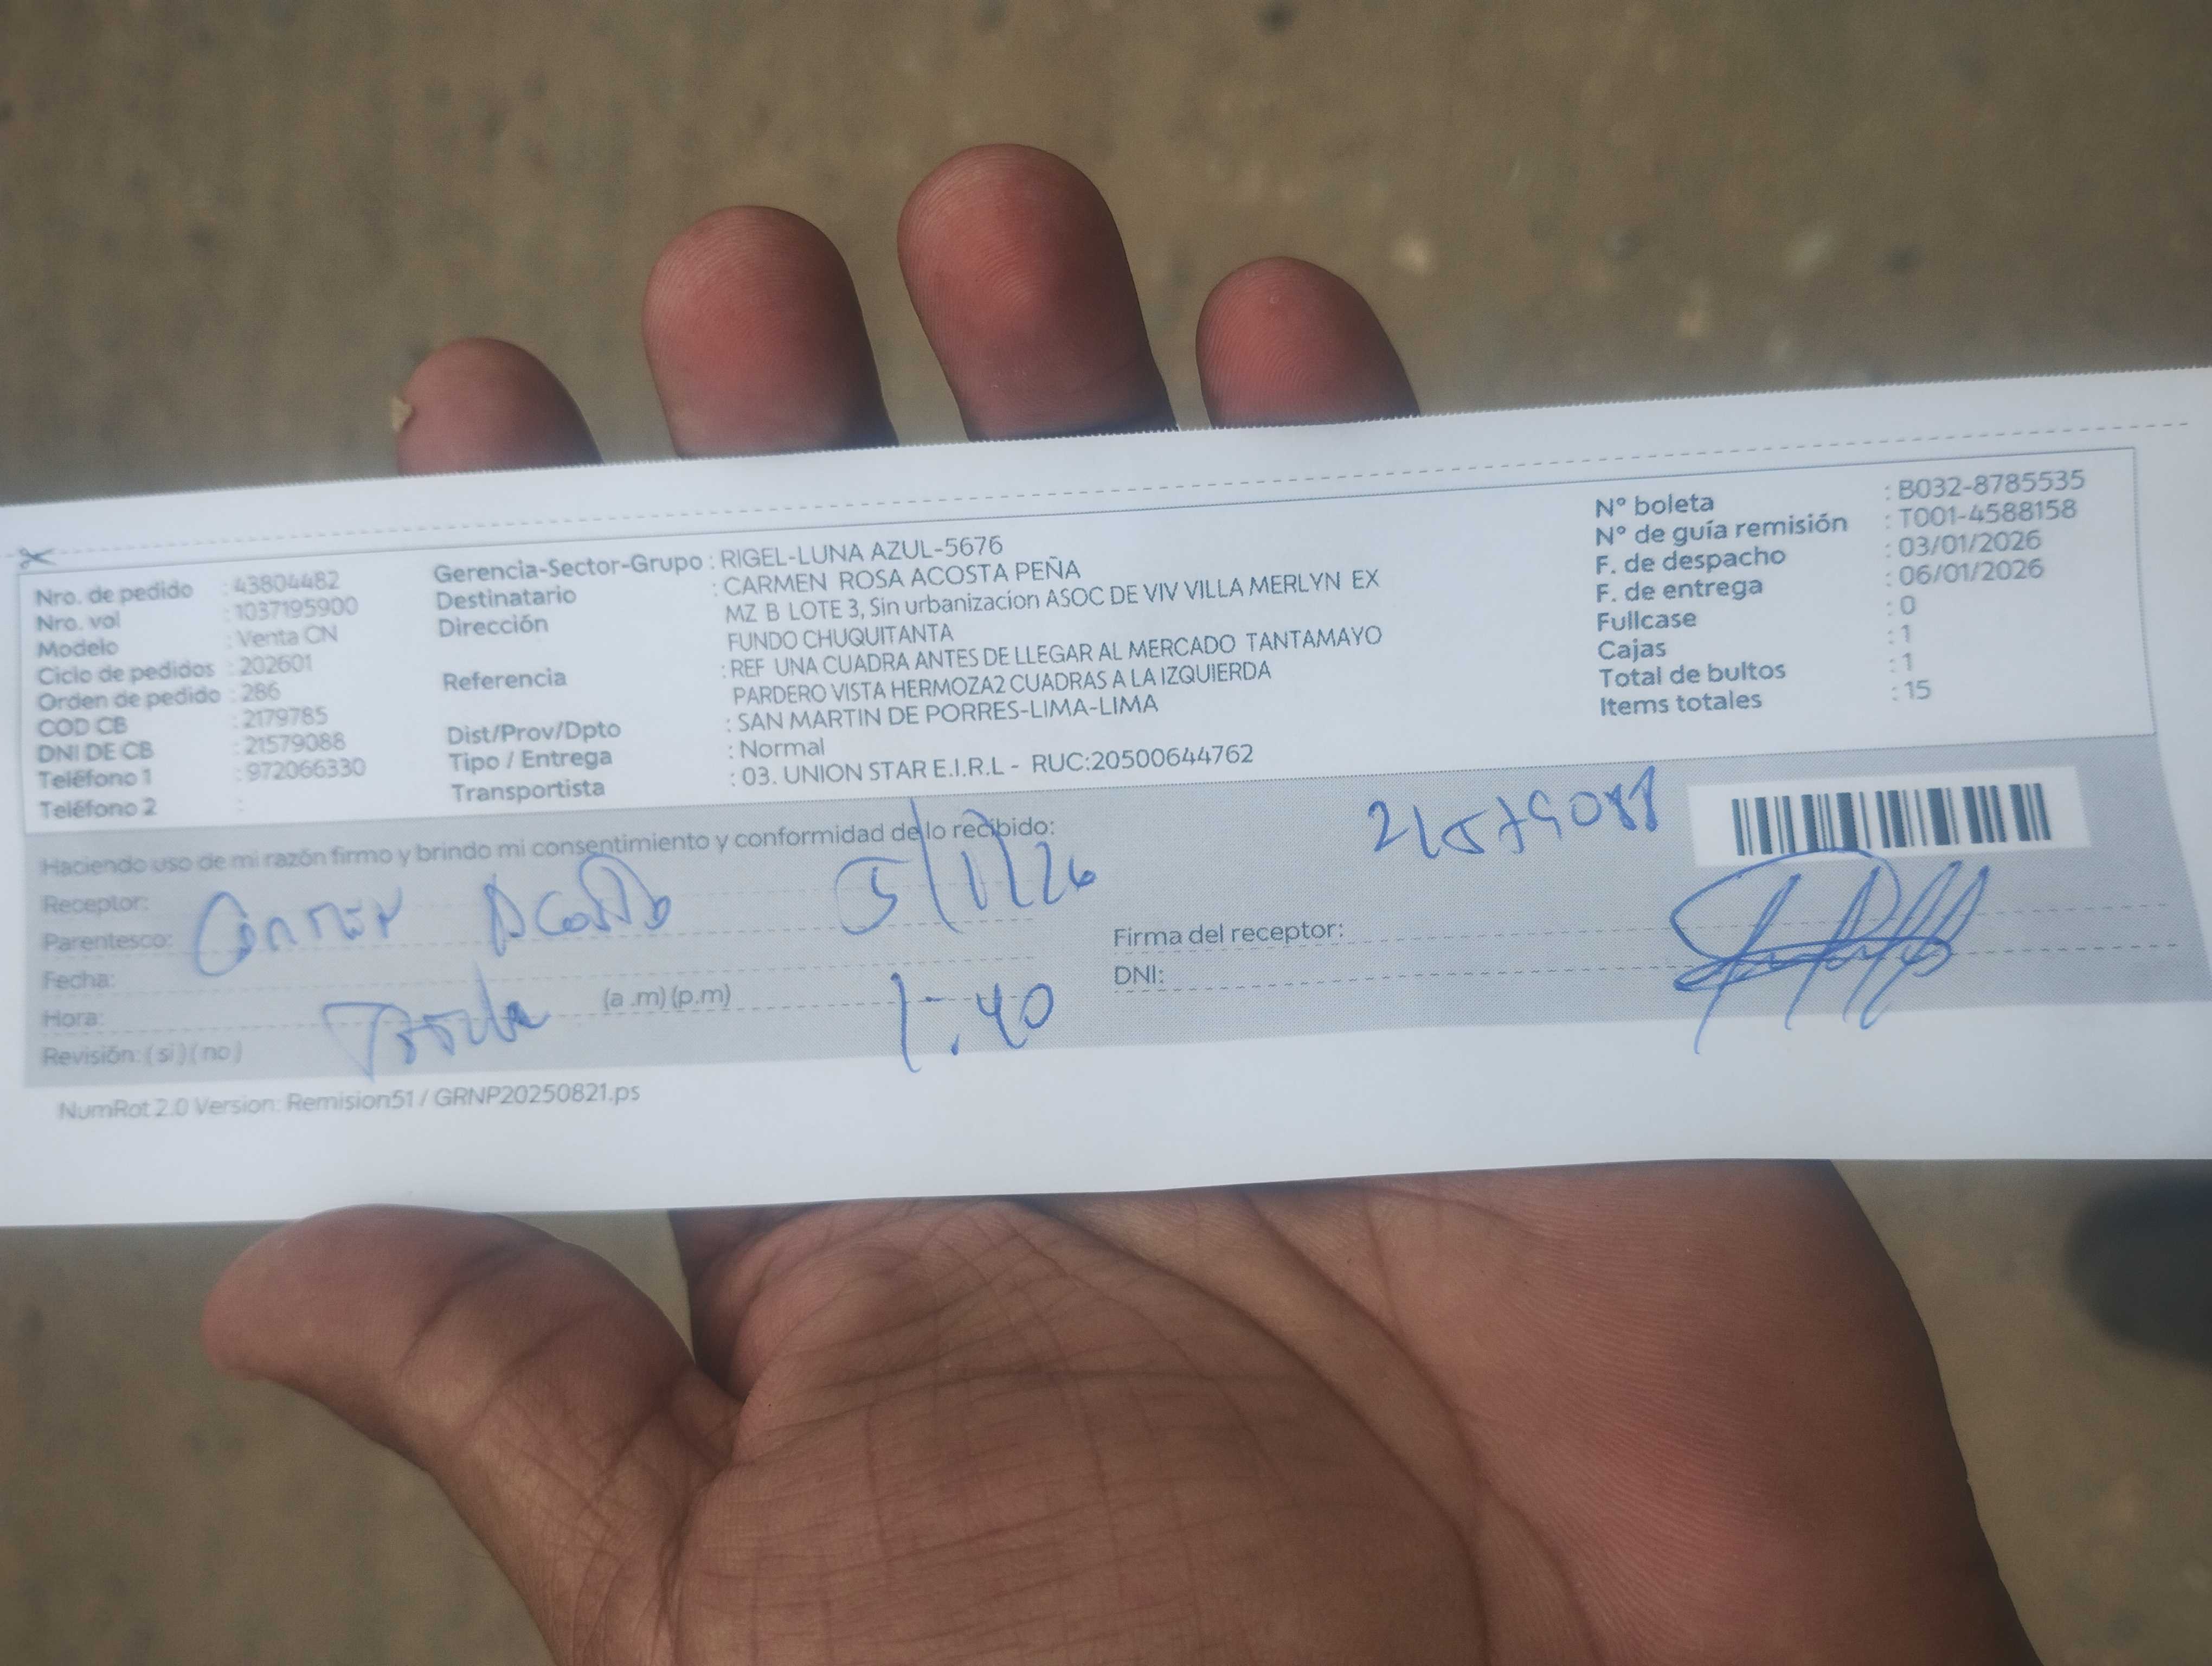 Nro. de pedido : 43804482
Nro. vol : 1037195900
Modelo : Venta CN
Ciclo de pedidos : 202601
Orden de pedido : 286
COD CB : 2179785
DNI DE CB : 21579088
Teléfono 1 : 972066330
Teléfono 2 :
Gerencia-Sector-Grupo : RIGEL-LUNA AZUL-5676
Destinatario : CARMEN ROSA ACOSTA PEÑA
Dirección MZ B LOTE 3, Sin urbanizacion ASOC DE VIV VILLA MERLYN EX
FUNDO CHUQUITANTA
Referencia : REF UNA CUADRA ANTES DE LLEGAR AL MERCADO TANTAMAYO
PARDERO VISTA HERMOZA2 CUADRAS A LA IZQUIERDA
Dist/Prov/Dpto : SAN MARTIN DE PORRES-LIMA-LIMA
Tipo / Entrega : Normal
Transportista : 03. UNION STAR E.I.R.L - RUC:20500644762
N° boleta : B032-8785535
N° de guía remisión : T001-4588158
F. de despacho : 03/01/2026
F. de entrega : 06/01/2026
Fullcase : 0
Cajas : 1
Total de bultos : 1
Items totales : 15
Haciendo uso de mi razón firmo y brindo mi consentimiento y conformidad de lo recibido:
21579088
Receptor:
Parentesco: Carmen Acosta 5/1/26
Fecha:
Hora: (a .m) (p.m) 1:40
Revisión: ( si ) ( no )
Firma del receptor:
DNI:
NumRot 2.0 Version: Remision51 / GRNP20250821.ps